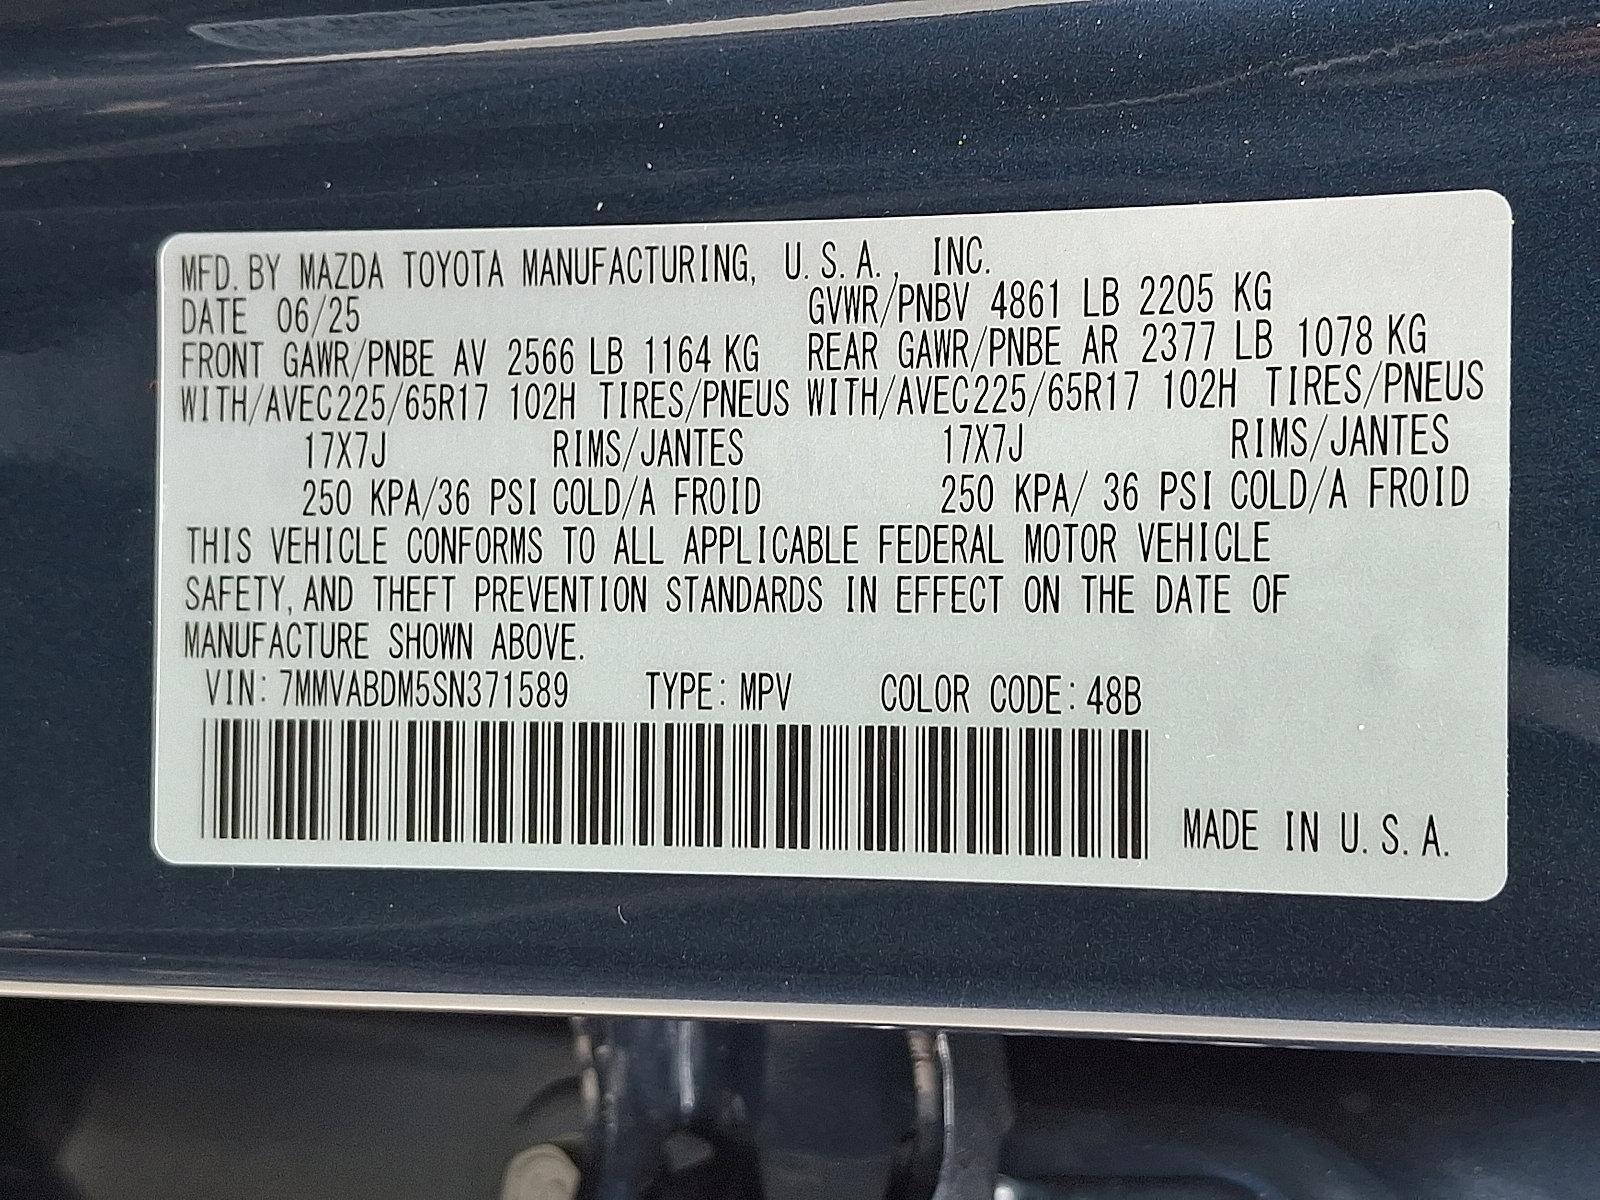 MFD. BY MAZDA TOYOTA MANUFACTURING, U.S.A., INC.
DATE 06/25 GVWR/PNBV 4861 LB 2205 KG
FRONT GAWR/PNBE AV 2566 LB 1164 KG REAR GAWR/PNBE AR 2377 LB 1078 KG
WITH/AVEC225/65R17 102H TIRES/PNEUS WITH/AVEC225/65R17 102H TIRES/PNEUS
17X7J RIMS/JANTES 17X7J RIMS/JANTES
250 KPA/36 PSI COLD/A FROID 250 KPA/ 36 PSI COLD/A FROID
THIS VEHICLE CONFORMS TO ALL APPLICABLE FEDERAL MOTOR VEHICLE
SAFETY, AND THEFT PREVENTION STANDARDS IN EFFECT ON THE DATE OF
MANUFACTURE SHOWN ABOVE.
VIN: 7MMVABDM5SN371589 TYPE: MPV COLOR CODE: 48B
MADE IN U.S.A.